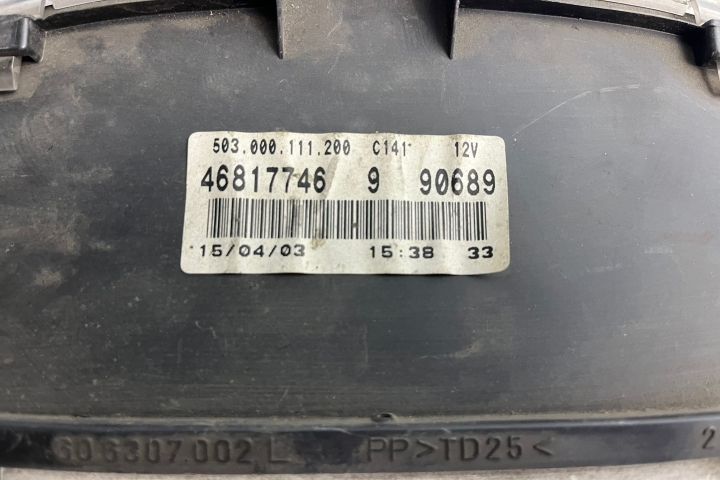 503.000.111.200 C141 12V
46817746 9 90689
15/04/03 15:38 33
606307.002 L PP>TD25< 2